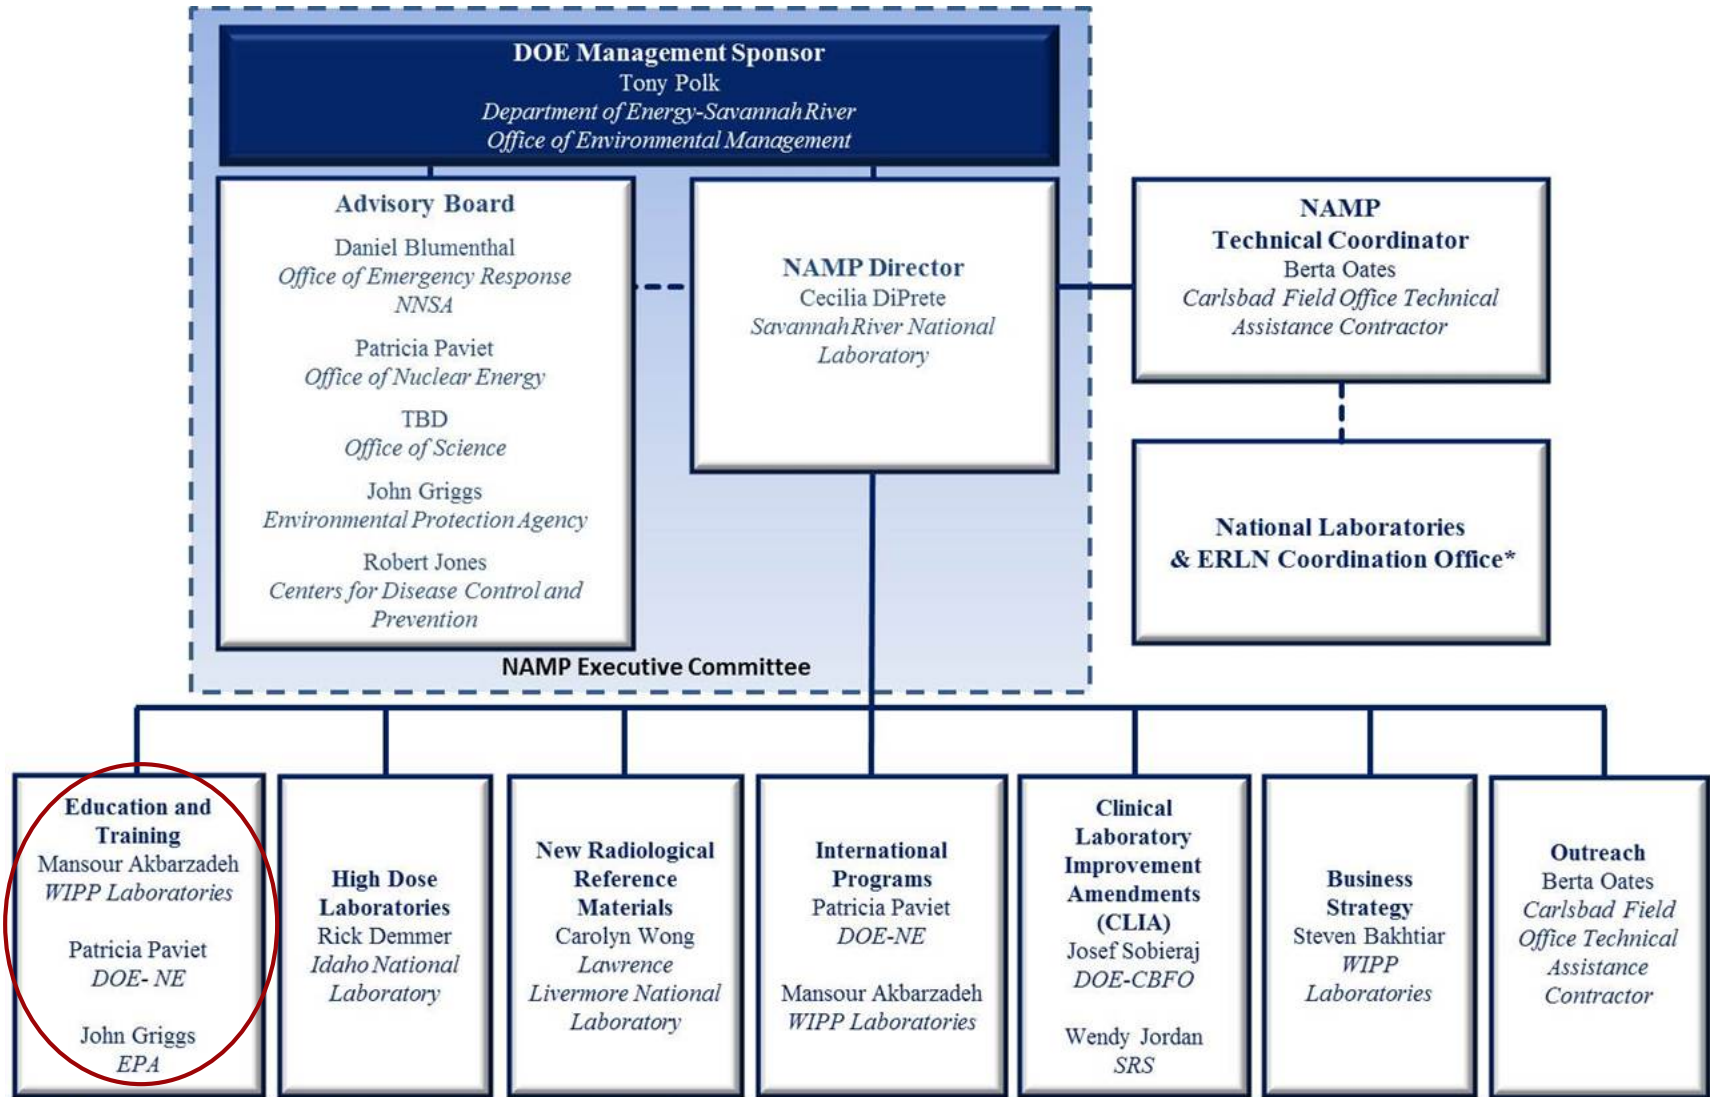 DOE Management Sponsor
Tony Polk
Department of Energy-Savannah River
Office of Environmental Management
Advisory Board
Daniel Blumenthal
Office of Emergency Response
NNSA
Patricia Paviet
Office of Nuclear Energy
TBD
Office of Science
John Griggs
Environmental Protection Agency
Robert Jones
Centers for Disease Control and
Prevention
NAMP Director
Cecilia DiPrete
Savannah River National
Laboratory
NAMP
Technical Coordinator
Berta Oates
Carlsbad Field Office Technical
Assistance Contractor
National Laboratories
& ERLN Coordination Office*
NAMP Executive Committee
Education and
Training
Mansour Akbarzadeh
WIPP Laboratories
Patricia Paviet
DOE- NE
John Griggs
EPA
High Dose
Laboratories
Rick Demmer
Idaho National
Laboratory
New Radiological
Reference
Materials
Carolyn Wong
Lawrence
Livermore National
Laboratory
International
Programs
Patricia Paviet
DOE-NE
Mansour Akbarzadeh
WIPP Laboratories
Clinical
Laboratory
Improvement
Amendments
(CLIA)
Josef Sobieraj
DOE-CBFO
Wendy Jordan
SRS
Business
Strategy
Steven Bakhtiar
WIPP
Laboratories
Outreach
Berta Oates
Carlsbad Field
Office Technical
Assistance
Contractor